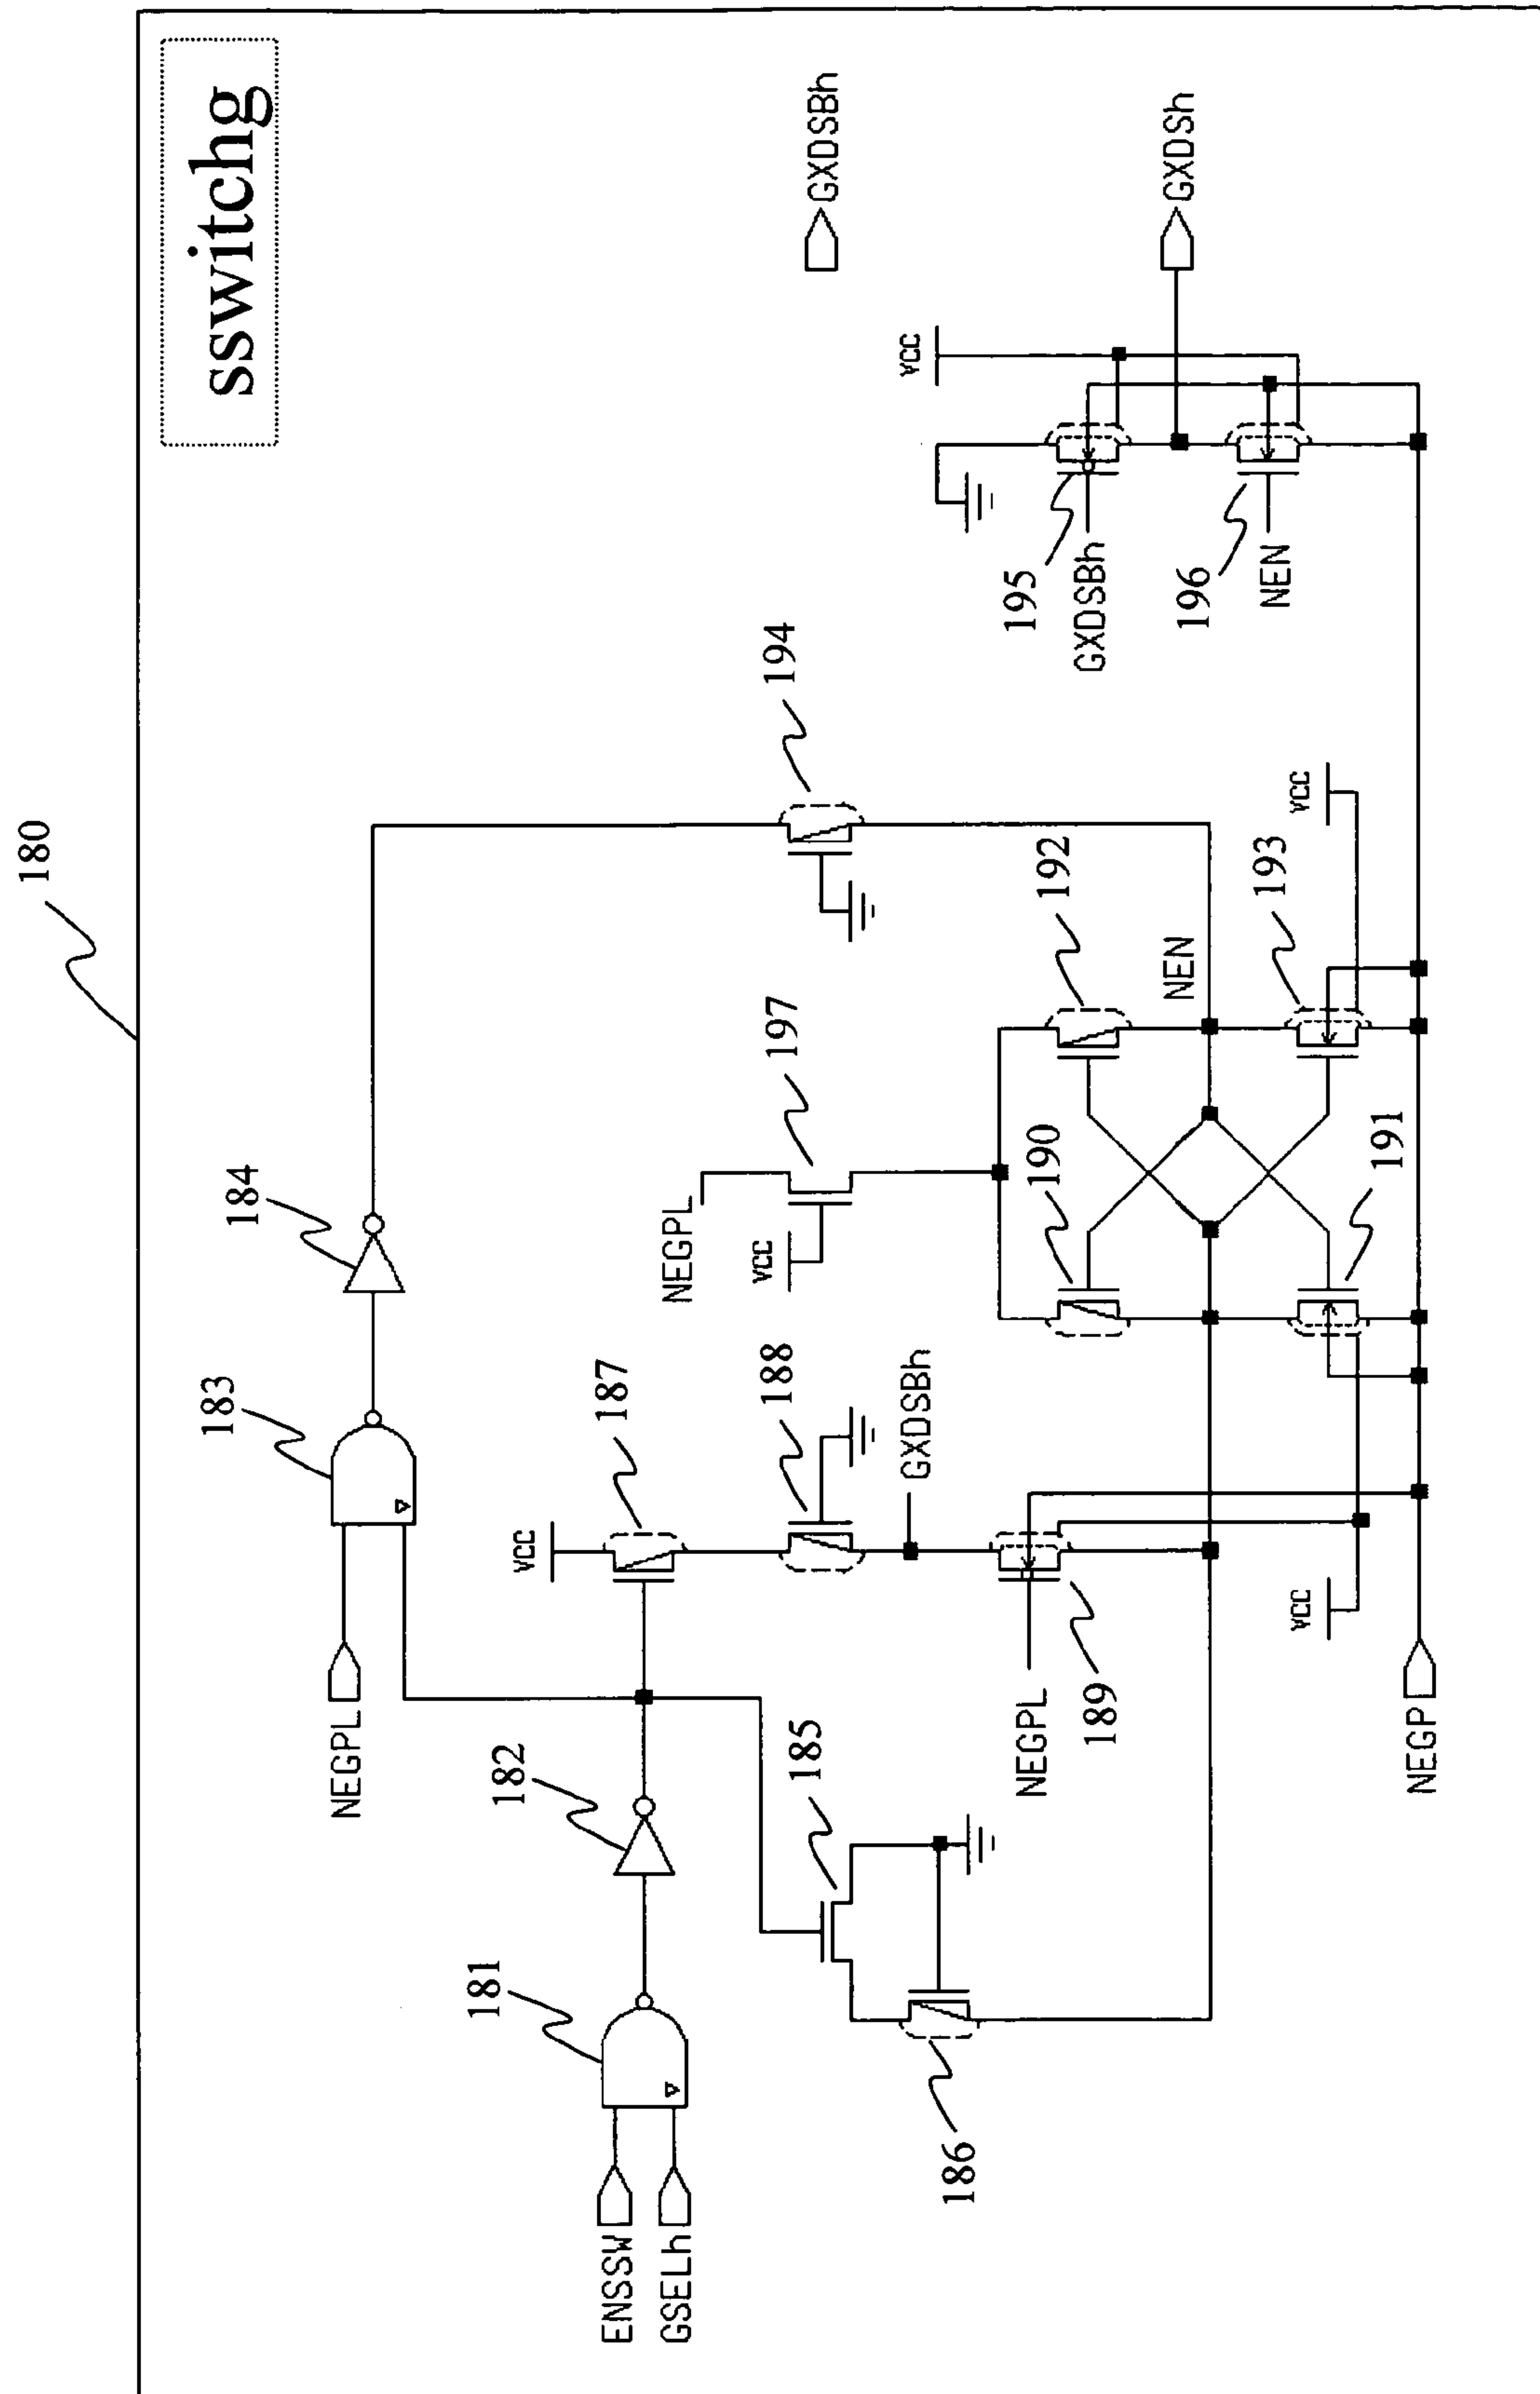 180
sswitchg
NEGPL
183
184
ENSSW
GSELh
181
182
VCC
187
185
186
188
GXDSBh
NEGPL
189
NEGPL
197
VCC
194
190
192
NEN
191
193
VCC
VCC
NEGP
VCC
195
GXDSBh
196
NEN
GXDSBh
GXDSh